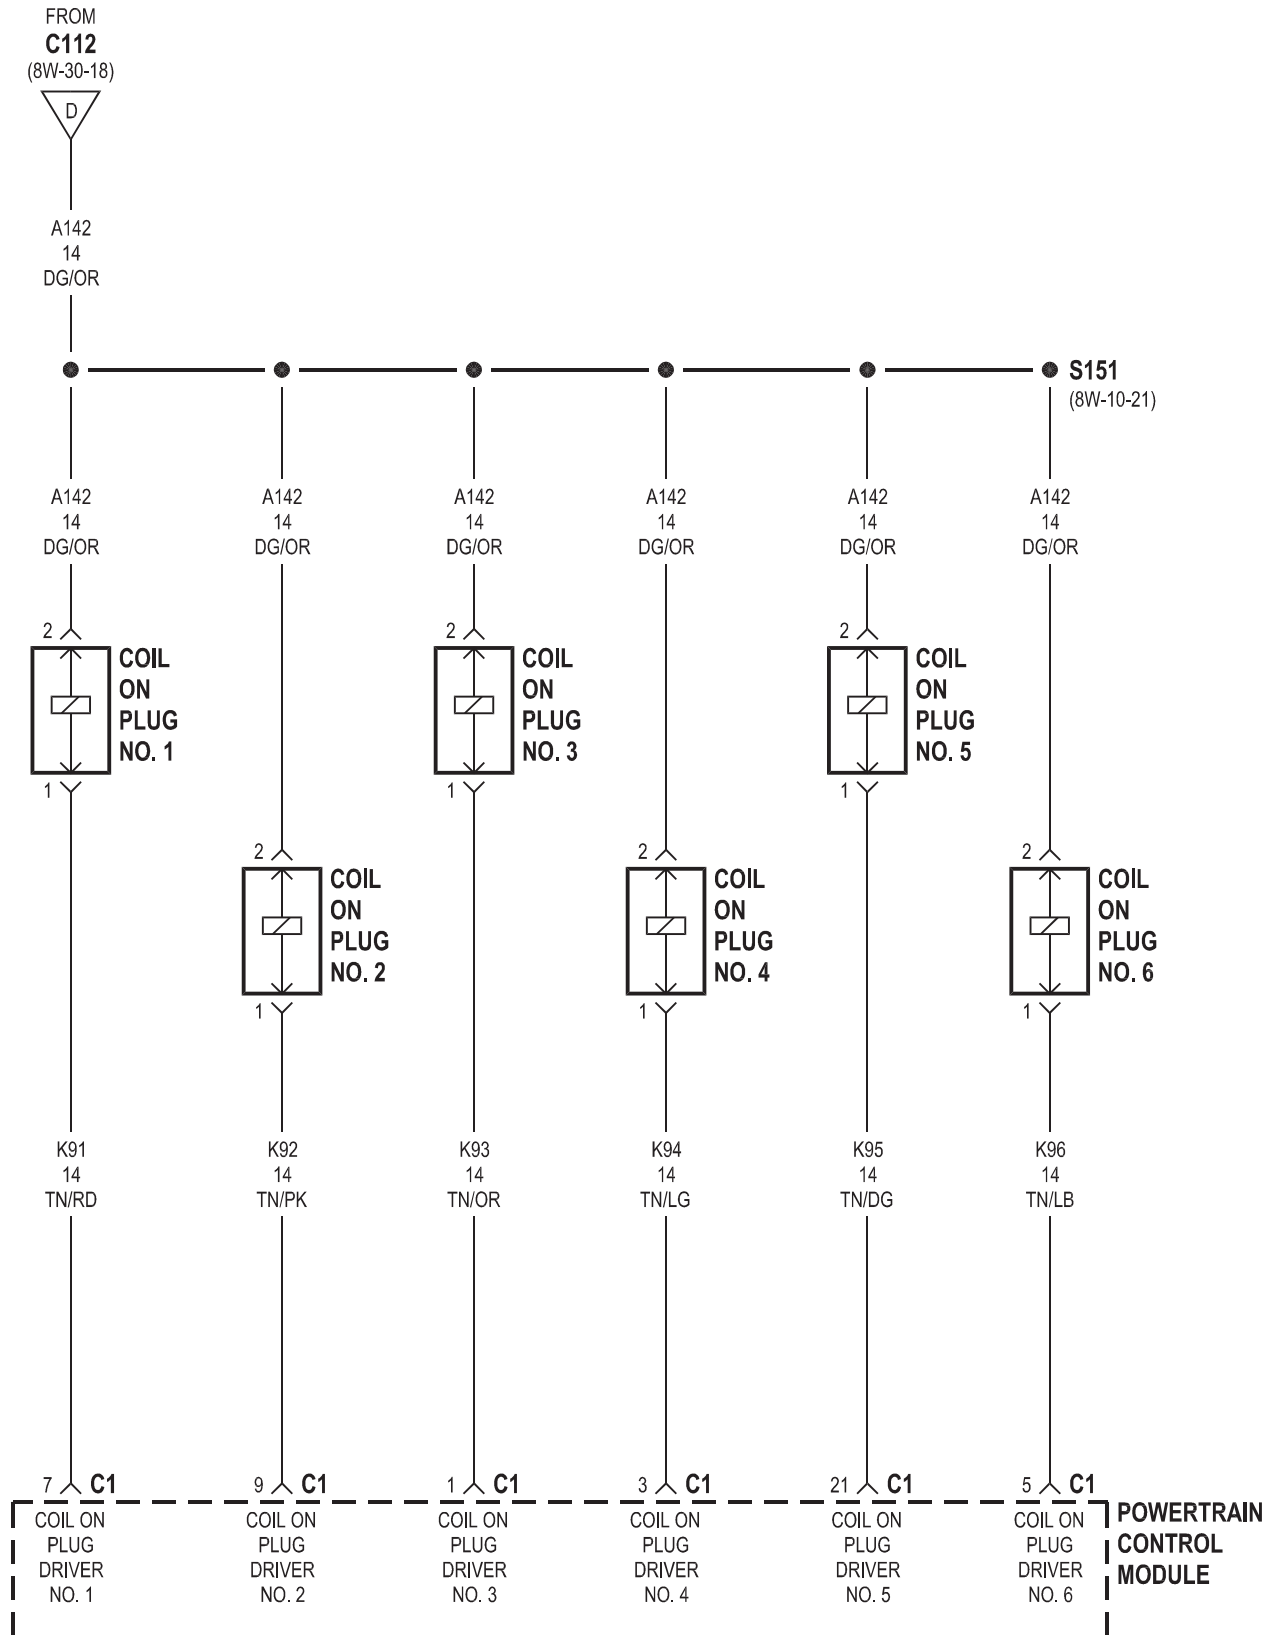 FROM
C112
(8W-30-18)
D
A142
14
DG/OR
S151
(8W-10-21)
A142 A142 A142 A142 A142 A142
14 14 14 14 14 14
DG/OR DG/OR DG/OR DG/OR DG/OR DG/OR
2 2 2
COIL COIL COIL
ON ON ON
PLUG PLUG PLUG
NO. 1 NO. 3 NO. 5
1 1 1
2 2 2
COIL COIL COIL
ON ON ON
PLUG PLUG PLUG
NO. 2 NO. 4 NO. 6
1 1 1
K91 K92 K93 K94 K95 K96
14 14 14 14 14 14
TN/RD TN/PK TN/OR TN/LG TN/DG TN/LB
7 C1 9 C1 1 C1 3 C1 21 C1 5 C1
COIL ON COIL ON COIL ON COIL ON COIL ON COIL ON
PLUG PLUG PLUG PLUG PLUG PLUG
DRIVER DRIVER DRIVER DRIVER DRIVER DRIVER
NO. 1 NO. 2 NO. 3 NO. 4 NO. 5 NO. 6
POWERTRAIN
CONTROL
MODULE